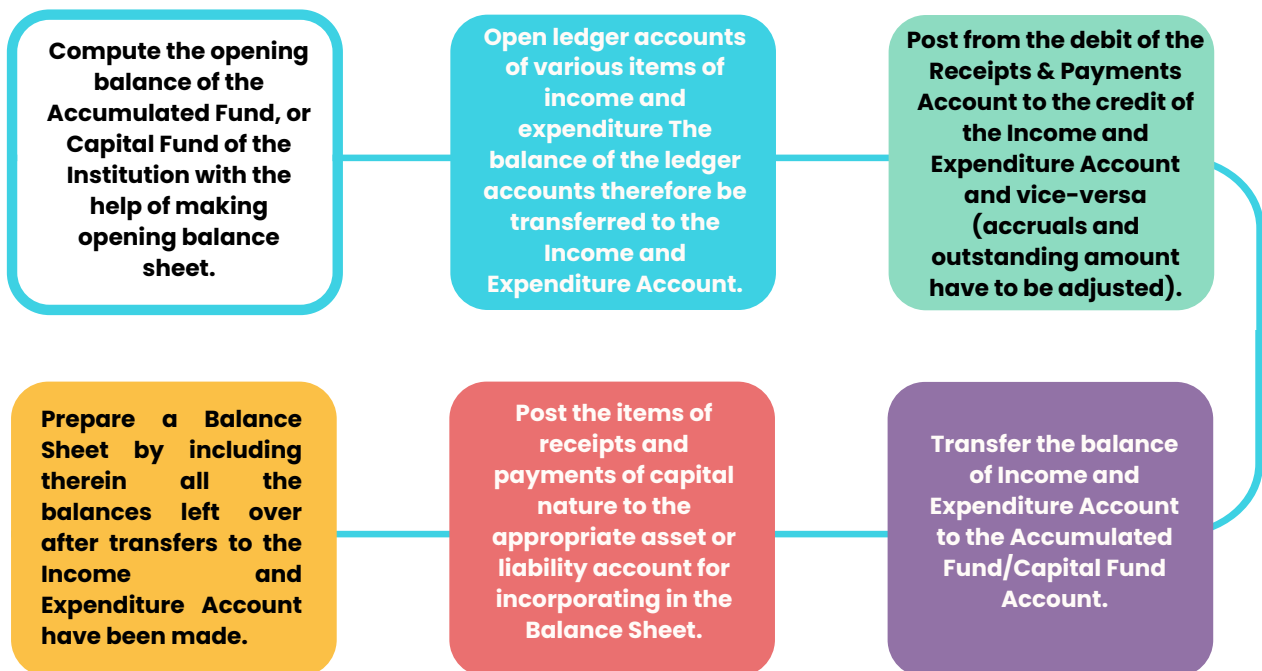 Compute the opening
balance of the
Accumulated Fund, or
Capital Fund of the
Institution with the
help of making
opening balance
sheet.
Open ledger accounts
of various items of
income and
expenditure The
balance of the ledger
accounts therefore be
transferred to the
Income and
Expenditure Account.
Post from the debit of the
Receipts & Payments
Account to the credit of
the Income and
Expenditure Account
and vice-versa
(accruals and
outstanding amount
have to be adjusted).
Transfer the balance
of Income and
Expenditure Account
to the Accumulated
Fund/Capital Fund
Account.
Post the items of
receipts and
payments of capital
nature to the
appropriate asset or
liability account for
incorporating in the
Balance Sheet.
Prepare a Balance
Sheet by including
therein all the
balances left over
after transfers to the
Income and
Expenditure Account
have been made.